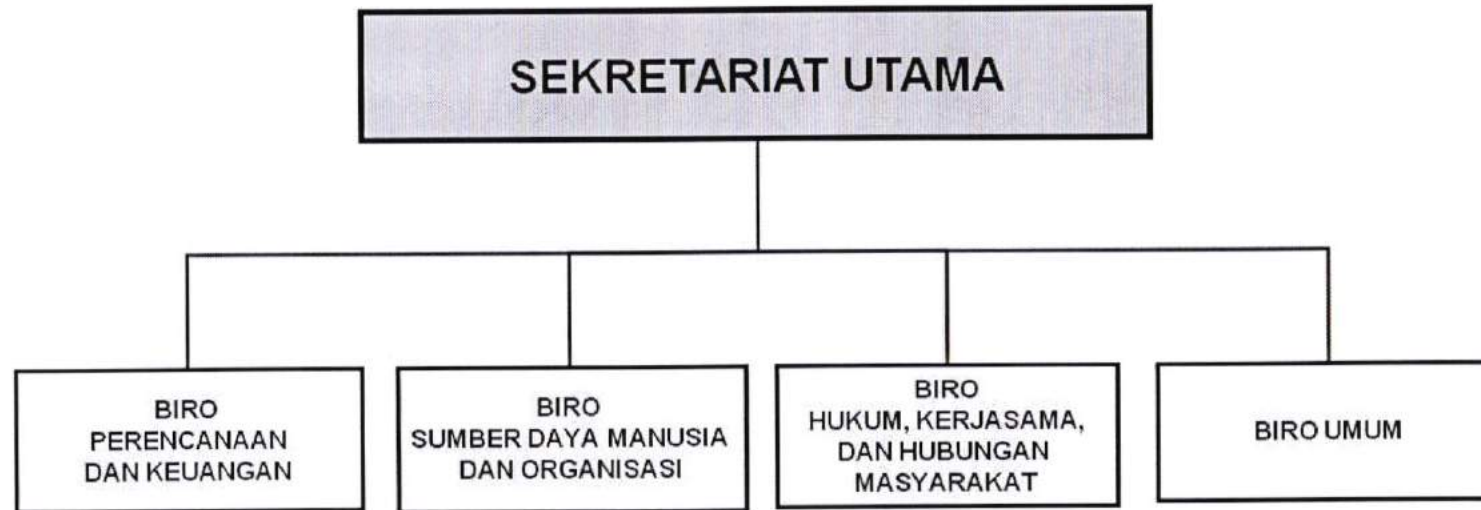 SEKRETARIAT UTAMA
BIRO
PERENCANAAN
DAN KEUANGAN
BIRO
SUMBER DAYA MANUSIA
DAN ORGANISASI
BIRO
HUKUM, KERJASAMA,
DAN HUBUNGAN
MASYARAKAT
BIRO UMUM